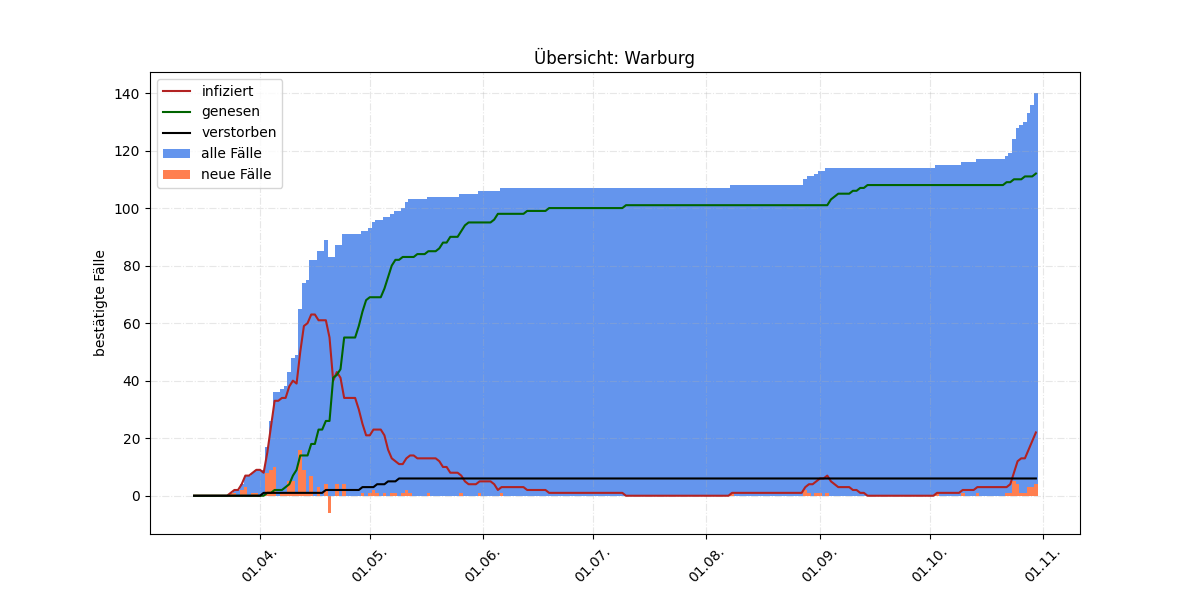 Übersicht: Warburg
infiziert
genesen
verstorben
alle Fälle
neue Fälle
bestätigte Fälle
140
120
100
80
60
40
20
0
01.04.
01.05.
01.06.
01.07.
01.08.
01.09.
01.10.
01.11.